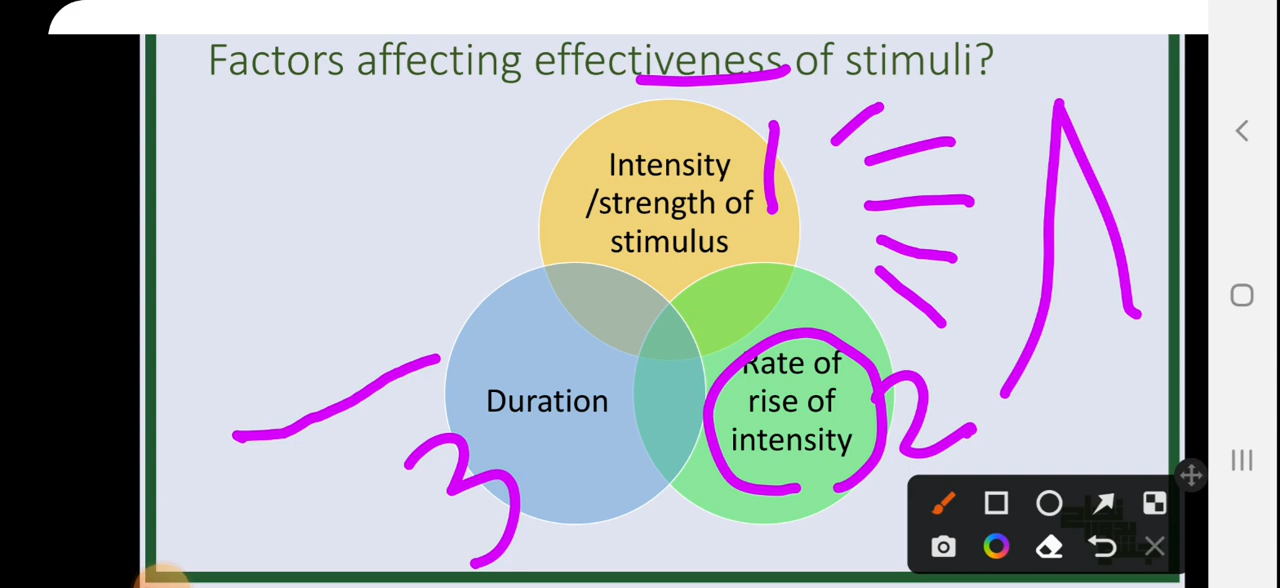 Factors affecting effectiveness of stimuli?
Intensity
/strength of
stimulus
1
Duration
Rate of
rise of
intensity
2
3